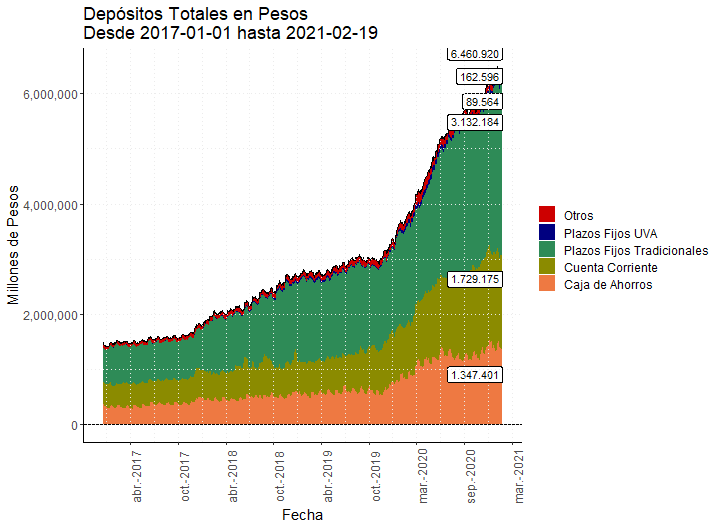 Depósitos Totales en Pesos
Desde 2017-01-01 hasta 2021-02-19
Millones de Pesos
6,000,000
4,000,000
2,000,000
0
6.460.920
162.596
89.564
3.132.184
1.729.175
1.347.401
abr.-2017
oct.-2017
abr.-2018
oct.-2018
abr.-2019
oct.-2019
mar.-2020
sep.-2020
mar.-2021
Fecha
Otros
Plazos Fijos UVA
Plazos Fijos Tradicionales
Cuenta Corriente
Caja de Ahorros